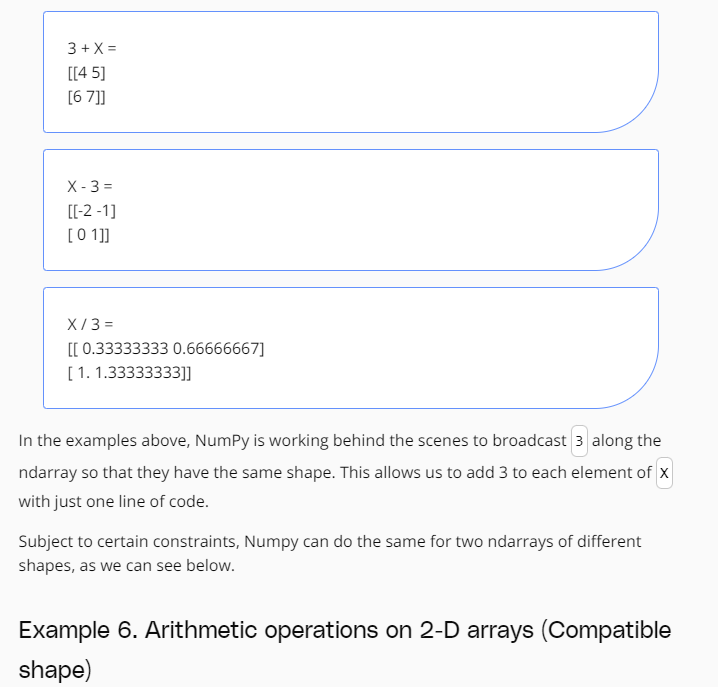 3 + X =
[[4 5]
[6 7]]
X - 3 =
[[-2 -1]
[ 0 1]]
X / 3 =
[[ 0.33333333 0.66666667]
[ 1. 1.33333333]]
In the examples above, NumPy is working behind the scenes to broadcast 3 along the
ndarray so that they have the same shape. This allows us to add 3 to each element of X
with just one line of code.
Subject to certain constraints, Numpy can do the same for two ndarrays of different
shapes, as we can see below.
Example 6. Arithmetic operations on 2-D arrays (Compatible
shape)